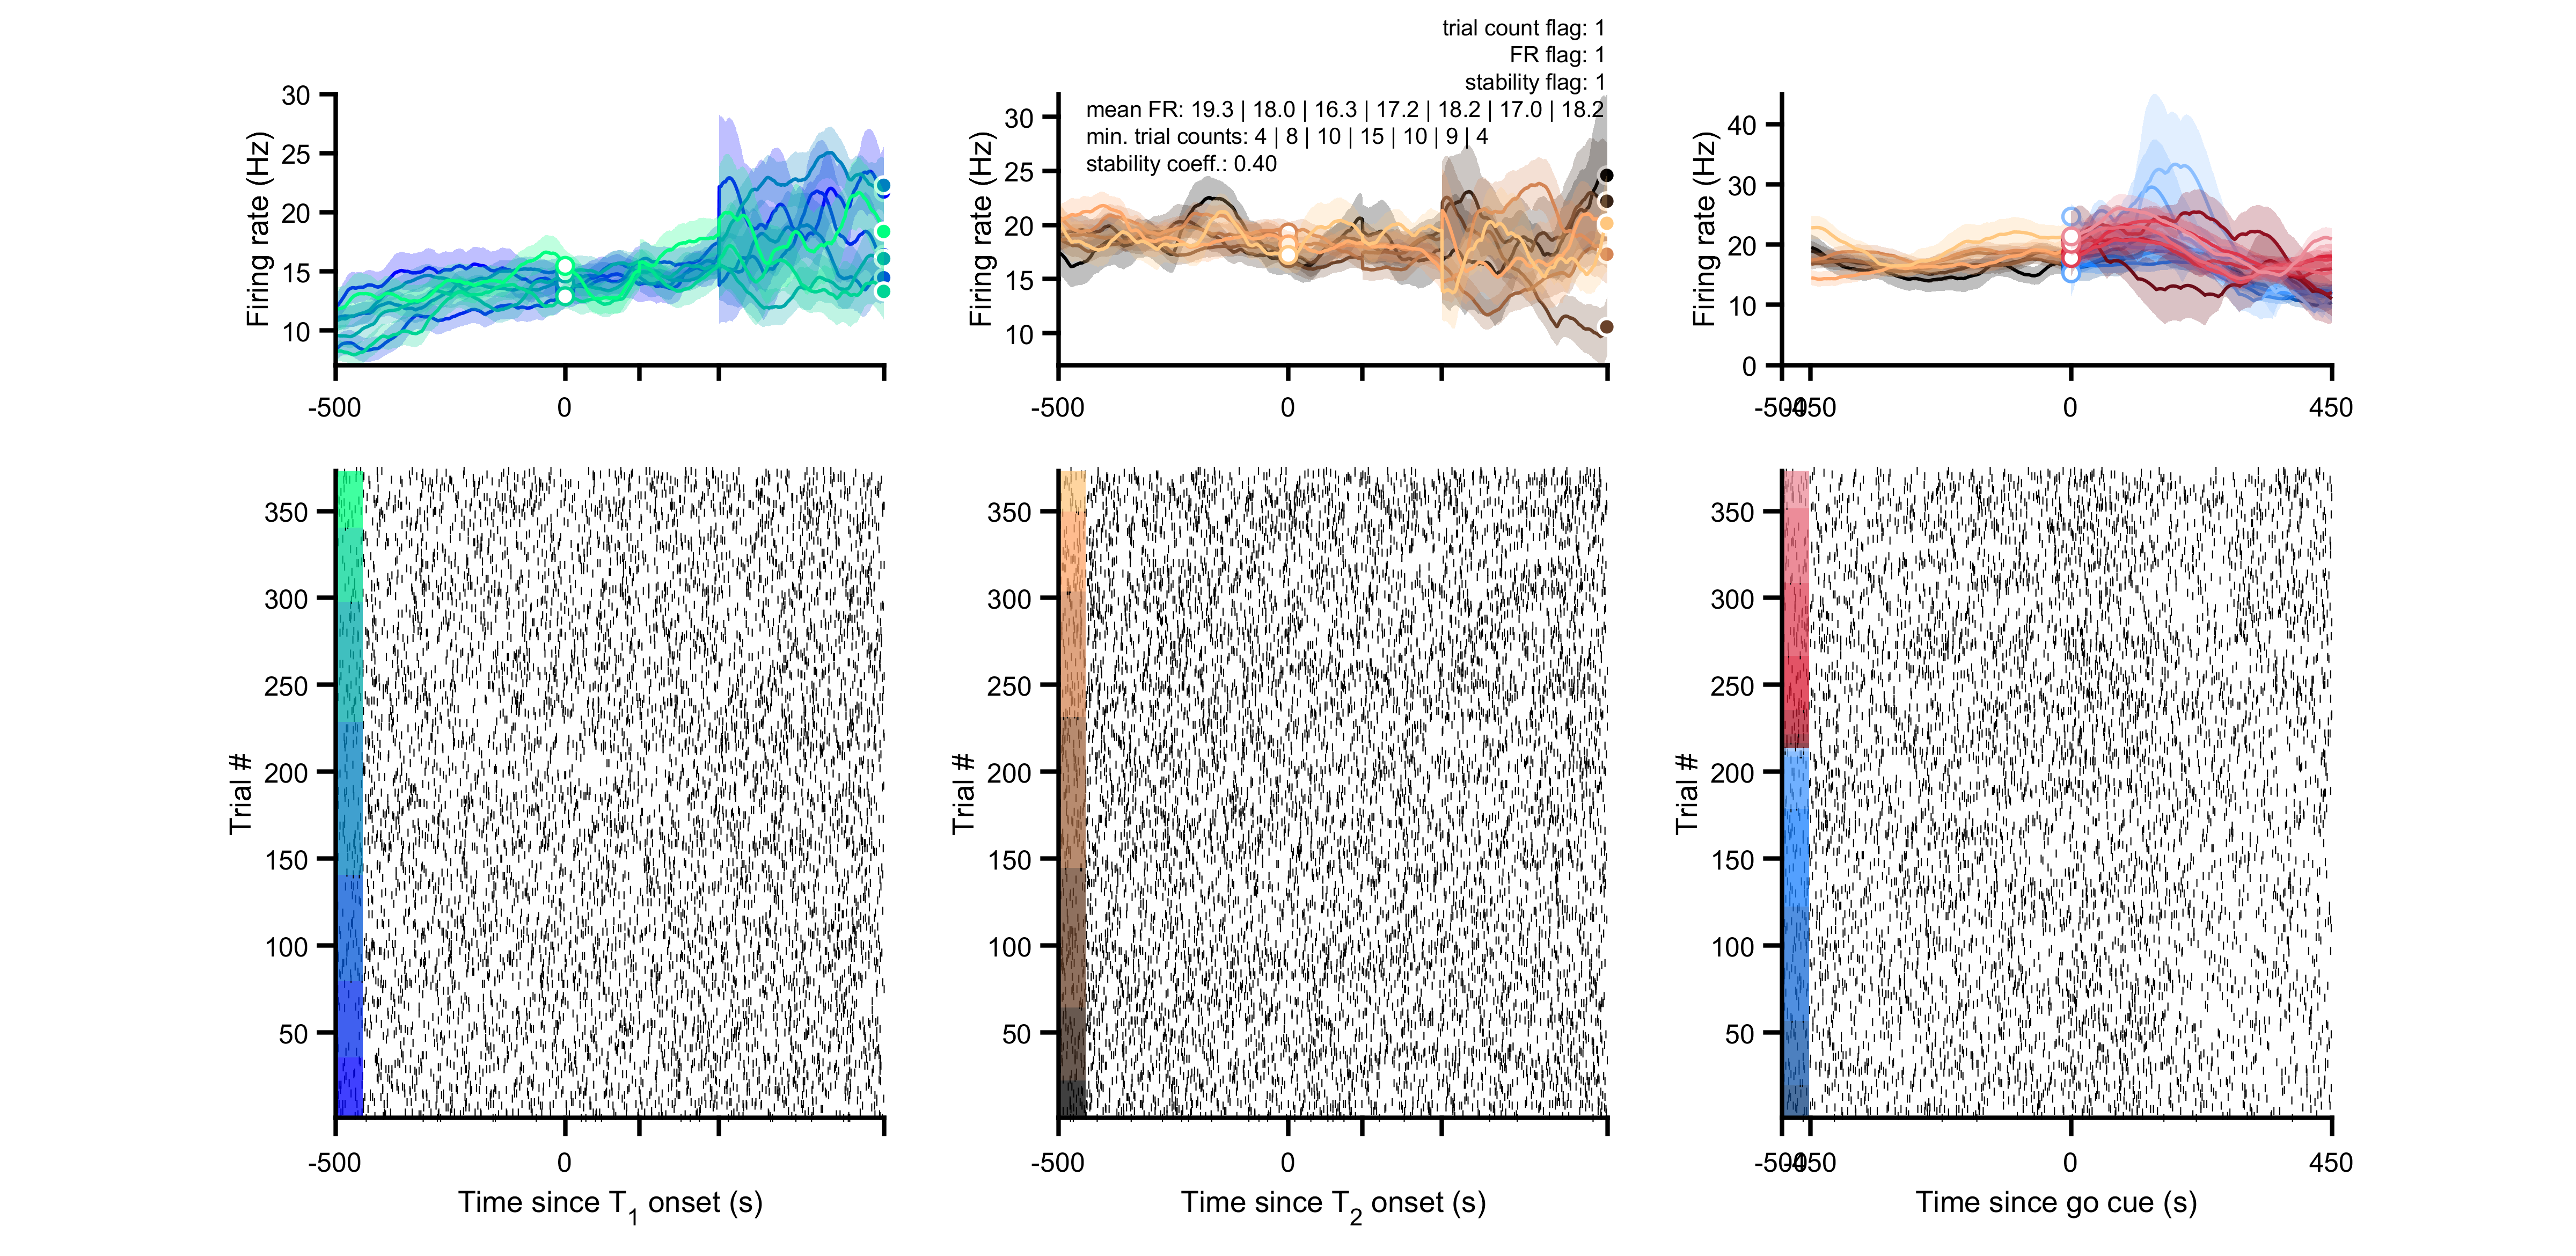 trial count flag: 1
FR flag: 1
stability flag: 1
mean FR: 19.3 | 18.0 | 16.3 | 17.2 | 18.2 | 17.0 | 18.2
min. trial counts: 4 | 8 | 10 | 15 | 10 | 9 | 4
stability coeff.: 0.40
Firing rate (Hz)
30
25
20
15
10
-500 0
Firing rate (Hz)
30
25
20
15
10
-500 0
Firing rate (Hz)
40
30
20
10
0
-500 -450 0 450
Trial #
350
300
250
200
150
100
50
-500 0
Time since T1 onset (s)
Trial #
350
300
250
200
150
100
50
-500 0
Time since T2 onset (s)
Trial #
350
300
250
200
150
100
50
-500 -450 0 450
Time since go cue (s)